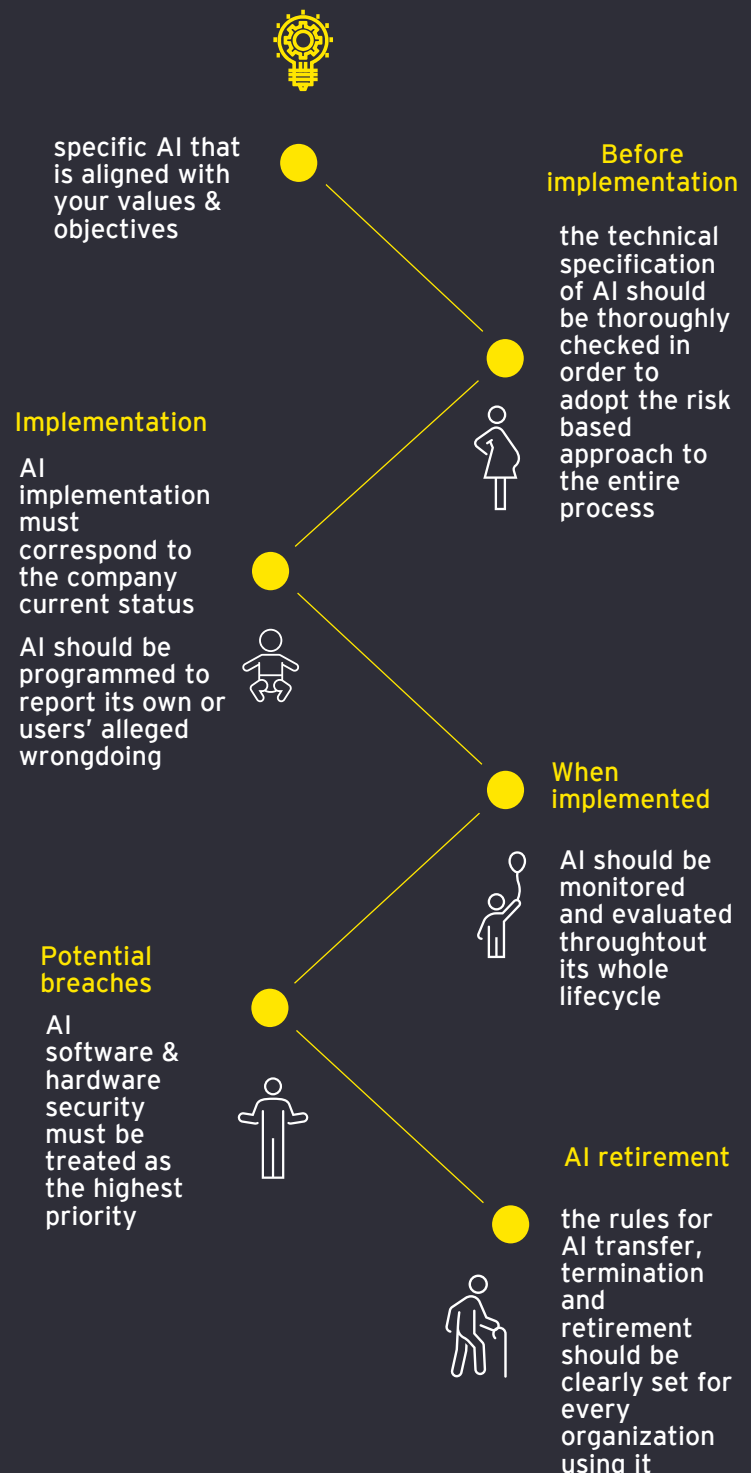 specific AI that
is aligned with
your values &
objectives
Before
implementation
the technical
specification
of AI should
be thoroughly
checked in
order to
adopt the risk
based
approach to
the entire
process
Implementation
AI
implementation
must
correspond to
the company
current status
AI should be
programmed to
report its own or
users' alleged
wrongdoing
When
implemented
AI should be
monitored
and evaluated
throughtout
its whole
lifecycle
Potential
breaches
AI
software &
hardware
security
must be
treated as
the highest
priority
AI retirement
the rules for
AI transfer,
termination
and
retirement
should be
clearly set for
every
organization
using it